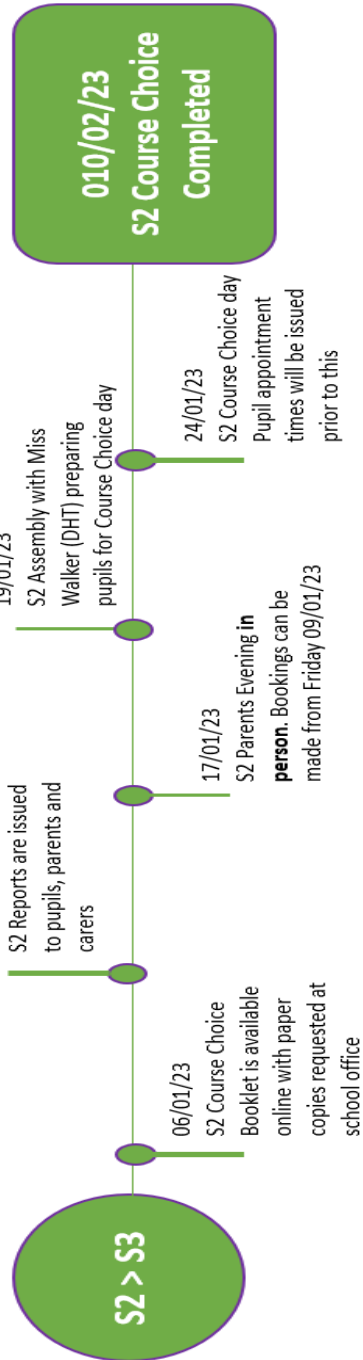 S2 > S3
06/01/23
S2 Course Choice
Booklet is available
online with paper
copies requested at
school office
S2 Reports are issued
to pupils, parents and
carers
17/01/23
S2 Parents Evening in
person. Bookings can be
made from Friday 09/01/23
19/01/23
S2 Assembly with Miss
Walker (DHT) preparing
pupils for Course Choice day
24/01/23
S2 Course Choice day
Pupil appointment
times will be issued
prior to this
010/02/23
S2 Course Choice
Completed